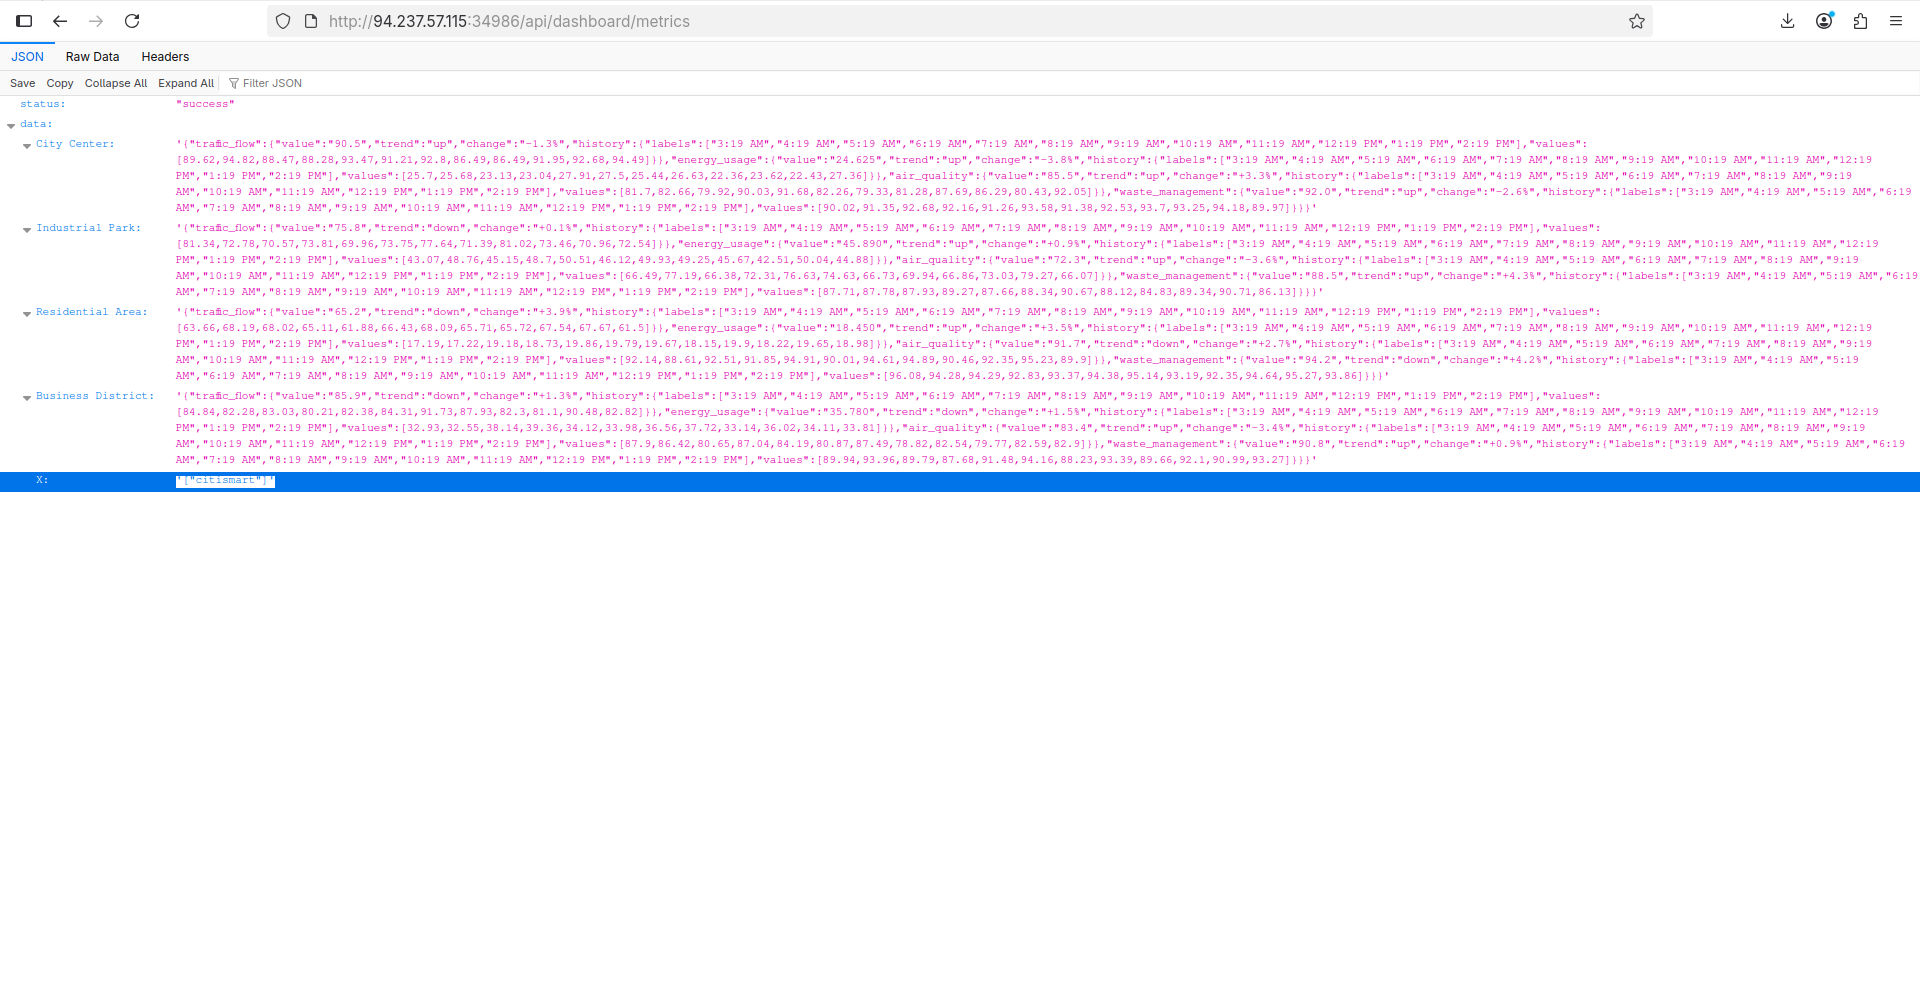 http://94.237.57.115:34986/api/dashboard/metrics
JSON Raw Data Headers
Save Copy Collapse All Expand All Filter JSON
status: "success"
data:
City Center: '{"trafic_flow":{"value":"90.5","trend":"up","change":"-1.3%","history":{"labels":["3:19 AM","4:19 AM","5:19 AM","6:19 AM","7:19 AM","8:19 AM","9:19 AM","10:19 AM","11:19 AM","12:19 PM","1:19 PM","2:19 PM"],"values":
[89.62,94.82,88.47,88.28,93.47,91.21,92.8,86.49,86.49,91.95,92.68,94.49]}},"energy_usage":{"value":"24.625","trend":"up","change":"-3.8%","history":{"labels":["3:19 AM","4:19 AM","5:19 AM","6:19 AM","7:19 AM","8:19 AM","9:19 AM","10:19 AM","11:19 AM","12:19
PM","1:19 PM","2:19 PM"],"values":[25.7,25.68,23.13,23.04,27.91,27.5,25.44,26.63,22.36,23.62,22.43,27.36]}},"air_quality":{"value":"85.5","trend":"up","change":"+3.3%","history":{"labels":["3:19 AM","4:19 AM","5:19 AM","6:19 AM","7:19 AM","8:19 AM","9:19
AM","10:19 AM","11:19 AM","12:19 PM","1:19 PM","2:19 PM"],"values":[81.7,82.66,79.92,90.03,91.68,82.26,79.33,81.28,87.69,86.29,80.43,92.05]}},"waste_management":{"value":"92.0","trend":"up","change":"-2.6%","history":{"labels":["3:19 AM","4:19 AM","5:19 AM","6:19
AM","7:19 AM","8:19 AM","9:19 AM","10:19 AM","11:19 AM","12:19 PM","1:19 PM","2:19 PM"],"values":[90.02,91.35,92.68,92.16,91.26,93.58,91.38,92.53,93.7,93.25,94.18,89.97]}}}'
Industrial Park: '{"trafic_flow":{"value":"75.8","trend":"down","change":"+0.1%","history":{"labels":["3:19 AM","4:19 AM","5:19 AM","6:19 AM","7:19 AM","8:19 AM","9:19 AM","10:19 AM","11:19 AM","12:19 PM","1:19 PM","2:19 PM"],"values":
[81.34,72.78,70.57,73.81,69.96,73.75,77.64,71.39,81.02,73.46,70.96,72.54]}},"energy_usage":{"value":"45.890","trend":"up","change":"+0.9%","history":{"labels":["3:19 AM","4:19 AM","5:19 AM","6:19 AM","7:19 AM","8:19 AM","9:19 AM","10:19 AM","11:19 AM","12:19
PM","1:19 PM","2:19 PM"],"values":[43.07,48.76,45.15,48.7,50.51,46.12,49.93,49.25,45.67,42.51,50.04,44.88]}},"air_quality":{"value":"72.3","trend":"up","change":"-3.6%","history":{"labels":["3:19 AM","4:19 AM","5:19 AM","6:19 AM","7:19 AM","8:19 AM","9:19
AM","10:19 AM","11:19 AM","12:19 PM","1:19 PM","2:19 PM"],"values":[66.49,77.19,66.38,72.31,76.63,74.63,66.73,69.94,66.86,73.03,79.27,66.07]}},"waste_management":{"value":"88.5","trend":"up","change":"+4.3%","history":{"labels":["3:19 AM","4:19 AM","5:19 AM","6:19
AM","7:19 AM","8:19 AM","9:19 AM","10:19 AM","11:19 AM","12:19 PM","1:19 PM","2:19 PM"],"values":[87.71,87.78,87.93,89.27,87.66,88.34,90.67,88.12,84.83,89.34,90.71,86.13]}}}'
Residential Area: '{"trafic_flow":{"value":"65.2","trend":"down","change":"+3.9%","history":{"labels":["3:19 AM","4:19 AM","5:19 AM","6:19 AM","7:19 AM","8:19 AM","9:19 AM","10:19 AM","11:19 AM","12:19 PM","1:19 PM","2:19 PM"],"values":
[63.66,68.19,68.02,65.11,61.88,66.43,68.09,65.71,65.72,67.54,67.67,61.5]}},"energy_usage":{"value":"18.450","trend":"up","change":"+3.5%","history":{"labels":["3:19 AM","4:19 AM","5:19 AM","6:19 AM","7:19 AM","8:19 AM","9:19 AM","10:19 AM","11:19 AM","12:19
PM","1:19 PM","2:19 PM"],"values":[17.19,17.22,19.18,18.73,19.86,19.79,19.67,18.15,19.9,18.22,19.65,18.98]}},"air_quality":{"value":"91.7","trend":"down","change":"+2.7%","history":{"labels":["3:19 AM","4:19 AM","5:19 AM","6:19 AM","7:19 AM","8:19 AM","9:19
AM","10:19 AM","11:19 AM","12:19 PM","1:19 PM","2:19 PM"],"values":[92.14,88.61,92.51,91.85,94.91,90.01,94.61,94.89,90.46,92.35,95.23,89.9]}},"waste_management":{"value":"94.2","trend":"down","change":"+4.2%","history":{"labels":["3:19 AM","4:19 AM","5:19
AM","6:19 AM","7:19 AM","8:19 AM","9:19 AM","10:19 AM","11:19 AM","12:19 PM","1:19 PM","2:19 PM"],"values":[96.08,94.28,94.29,92.83,93.37,94.38,95.14,93.19,92.35,94.64,95.27,93.86]}}}'
Business District: '{"trafic_flow":{"value":"85.9","trend":"down","change":"+1.3%","history":{"labels":["3:19 AM","4:19 AM","5:19 AM","6:19 AM","7:19 AM","8:19 AM","9:19 AM","10:19 AM","11:19 AM","12:19 PM","1:19 PM","2:19 PM"],"values":
[84.84,82.28,83.03,80.21,82.38,84.31,91.73,87.93,82.3,81.1,90.48,82.82]}},"energy_usage":{"value":"35.780","trend":"down","change":"+1.5%","history":{"labels":["3:19 AM","4:19 AM","5:19 AM","6:19 AM","7:19 AM","8:19 AM","9:19 AM","10:19 AM","11:19 AM","12:19
PM","1:19 PM","2:19 PM"],"values":[32.93,32.55,38.14,39.36,34.12,33.98,36.56,37.72,33.14,36.02,34.11,33.81]}},"air_quality":{"value":"83.4","trend":"up","change":"-3.4%","history":{"labels":["3:19 AM","4:19 AM","5:19 AM","6:19 AM","7:19 AM","8:19 AM","9:19
AM","10:19 AM","11:19 AM","12:19 PM","1:19 PM","2:19 PM"],"values":[87.9,86.42,80.65,87.04,84.19,80.87,87.49,78.82,82.54,79.77,82.59,82.9]}},"waste_management":{"value":"90.8","trend":"up","change":"+0.9%","history":{"labels":["3:19 AM","4:19 AM","5:19 AM","6:19
AM","7:19 AM","8:19 AM","9:19 AM","10:19 AM","11:19 AM","12:19 PM","1:19 PM","2:19 PM"],"values":[89.94,93.96,89.79,87.68,91.48,94.16,88.23,93.39,89.66,92.1,90.99,93.27]}}}'
X: '["citismart"]'